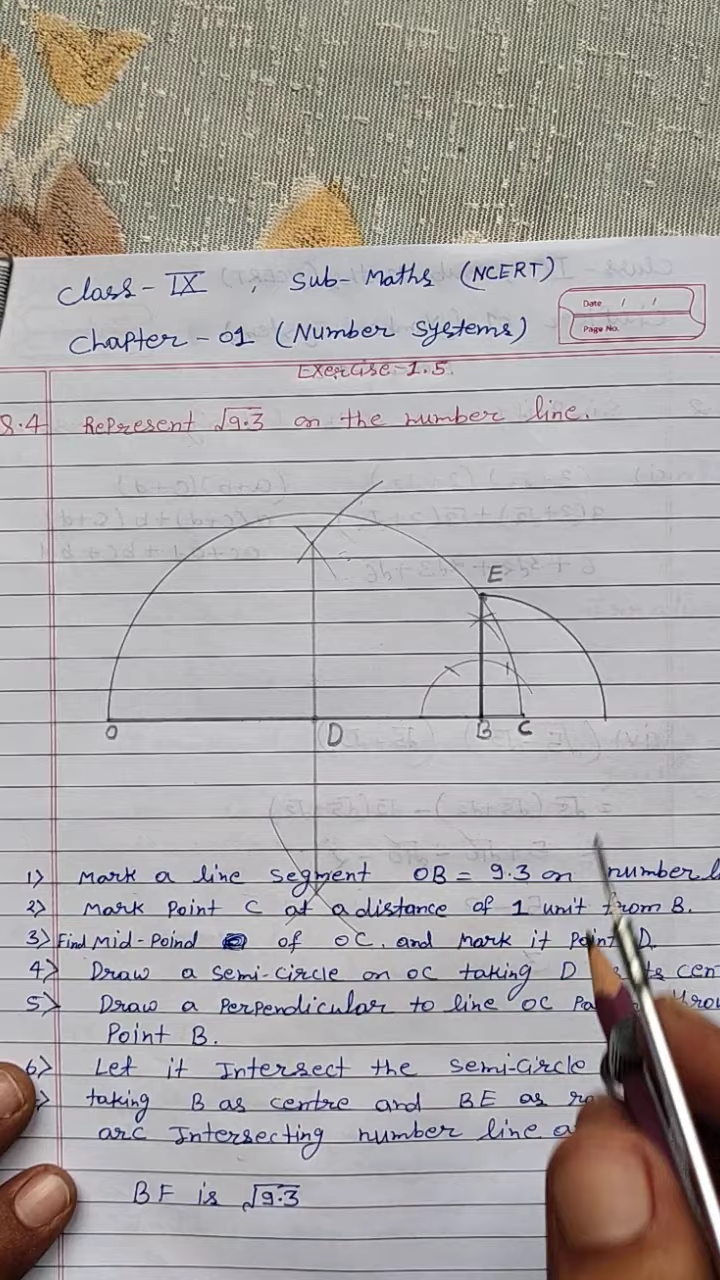 Class - IX , Sub- Maths (NCERT)
Chapter - 01 (Number Systems)
Date / /
Page No.
Exercise-1.5.
8.4 Represent √9.3 on the number line.
E
O D B C
1) Mark a line segment OB = 9.3 on number
2) Mark Point C at a distance of 1 unit from B.
3) Find Mid-Poind of OC. and Mark it Point D.
4) Draw a semi-circle on OC taking D
5) Draw a perpendicular to line OC
Point B.
6) Let it Intersect the semi-circle
taking B as centre and BE as
arc Intersecting number line
BF is √9.3